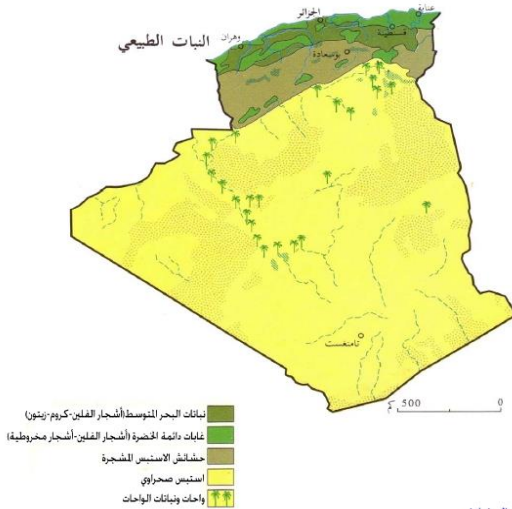 عنابة
الجزائر
قسنطينة
وهران
النبات الطبيعي
بوسعادة
تامنغست
500 كم 0
نباتات البحر المتوسط(أشجار الفلين-كروم-زيتون)
غابات دائمة الخضرة (أشجار الفلين-أشجار مخروطية)
حشائش الاستبس المشجرة
استبس صحراوي
واحات ونباتات الواحات